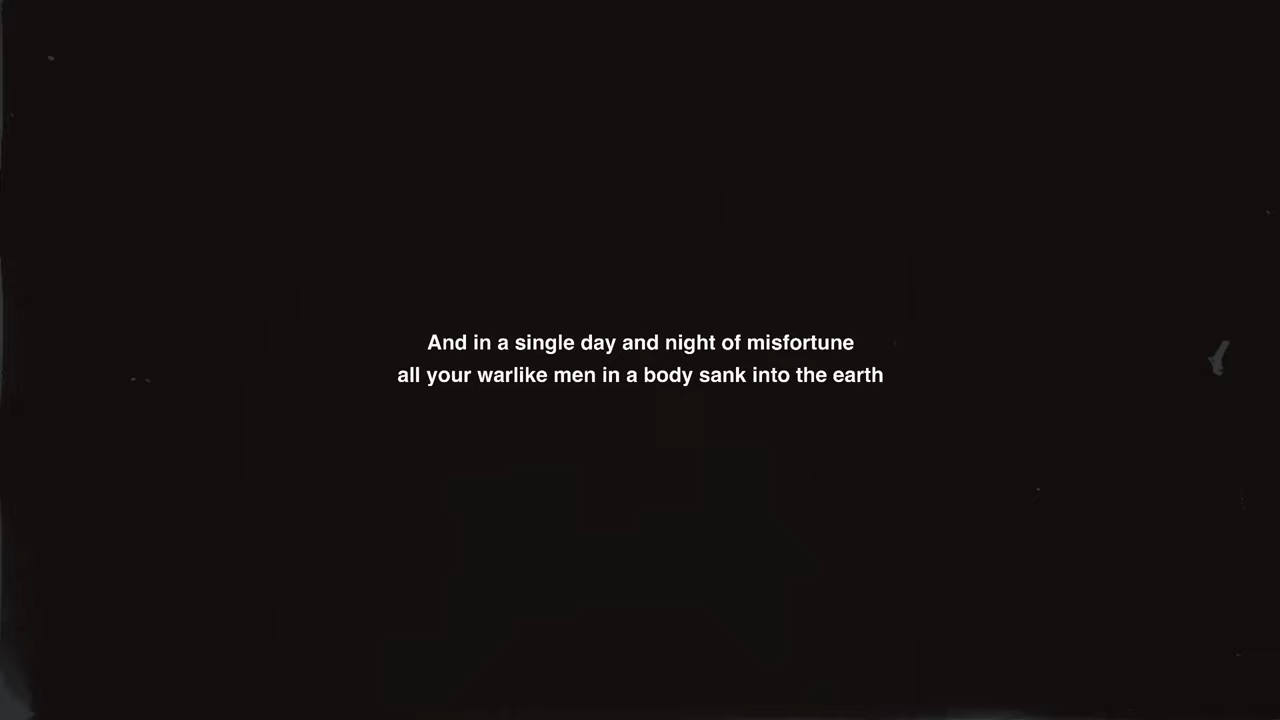 And in a single day and night of misfortune
all your warlike men in a body sank into the earth